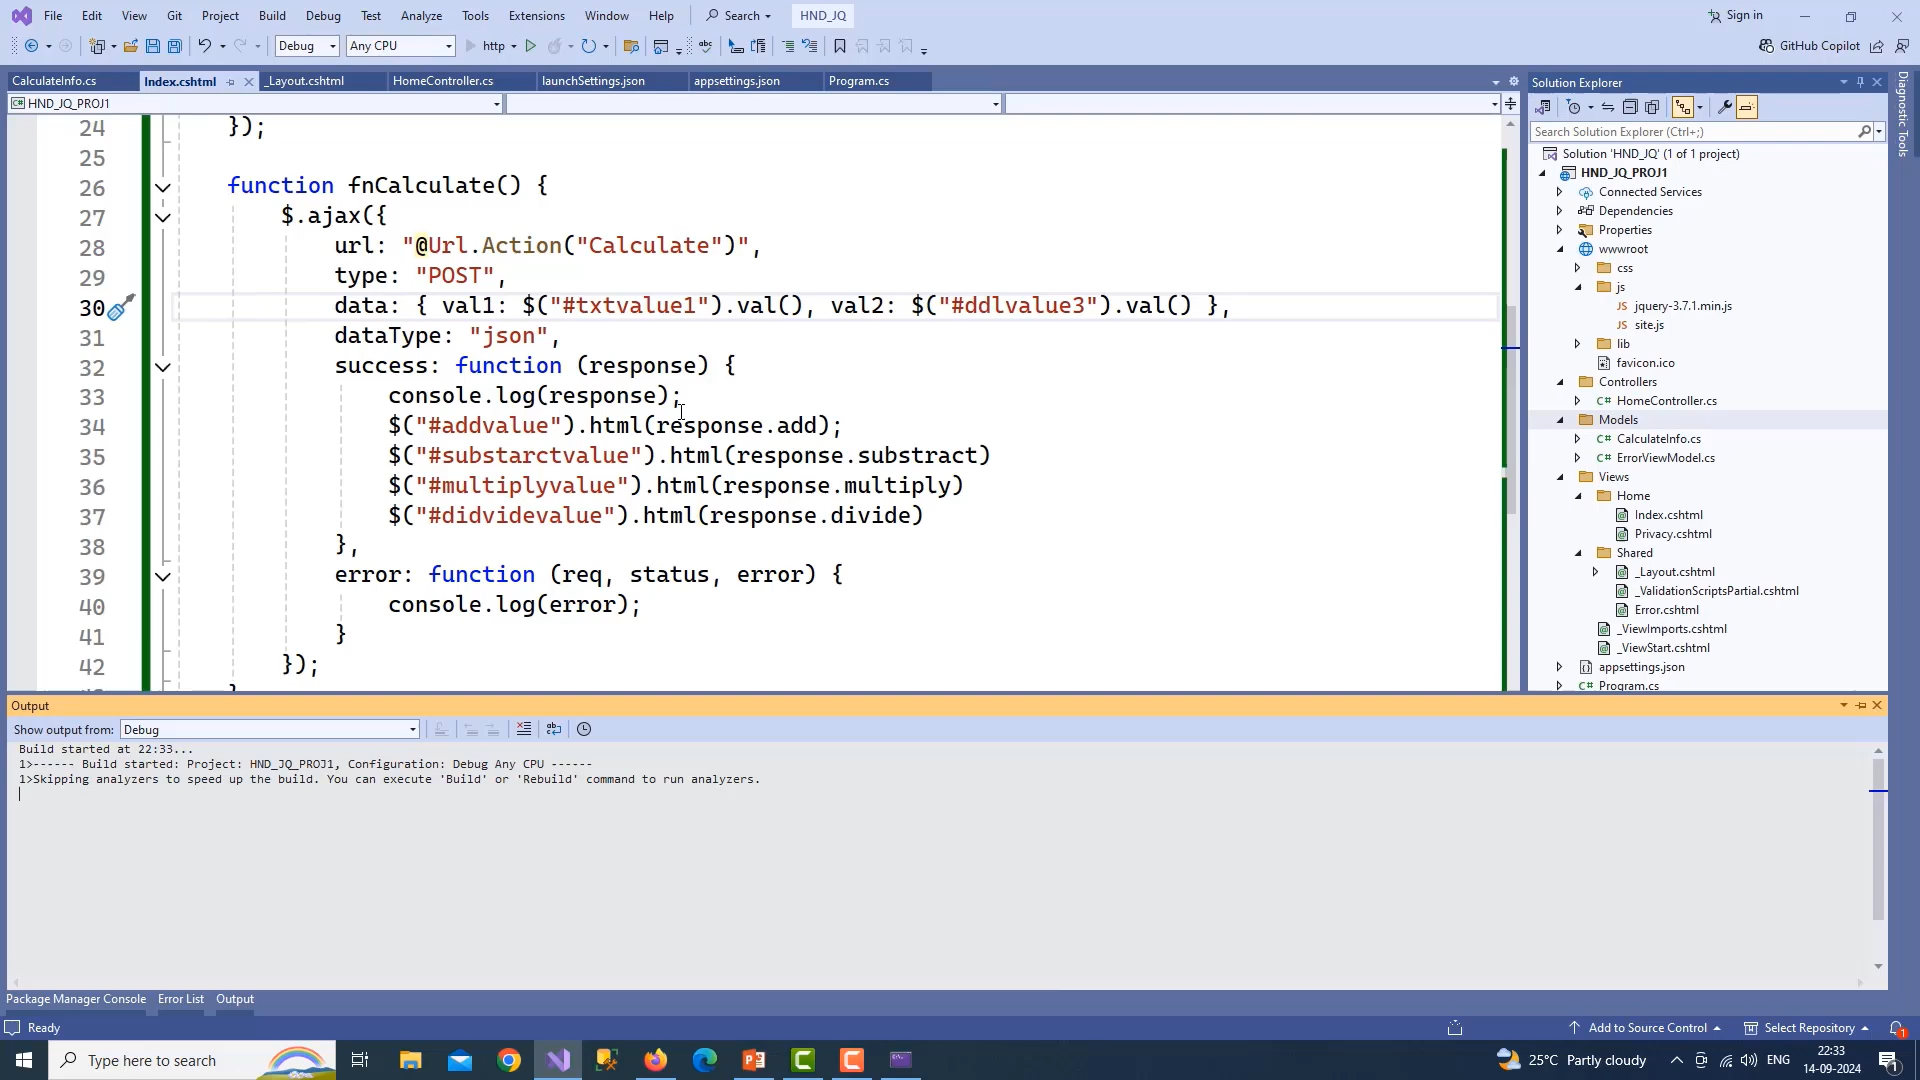 File Edit View Git Project Build Debug Test Analyze Tools Extensions Window Help Search HND_JQ Sign in
Debug Any CPU http GitHub Copilot
CalculateInfo.cs Index.cshtml _Layout.cshtml HomeController.cs launchSettings.json appsettings.json Program.cs
HND_JQ_PROJ1
24 });
25
26 function fnCalculate() {
27 $.ajax({
28 url: "@Url.Action("Calculate")",
29 type: "POST",
30 data: { val1: $("#txtvalue1").val(), val2: $("#ddlvalue3").val() },
31 dataType: "json",
32 success: function (response) {
33 console.log(response);
34 $("#addvalue").html(response.add);
35 $("#substarctvalue").html(response.substract)
36 $("#multiplyvalue").html(response.multiply)
37 $("#didvidevalue").html(response.divide)
38 },
39 error: function (req, status, error) {
40 console.log(error);
41 }
42 });
Solution Explorer
Search Solution Explorer (Ctrl+;)
Solution 'HND_JQ' (1 of 1 project)
HND_JQ_PROJ1
Connected Services
Dependencies
Properties
wwwroot
css
js
JS jquery-3.7.1.min.js
JS site.js
lib
favicon.ico
Controllers
C# HomeController.cs
Models
C# CalculateInfo.cs
C# ErrorViewModel.cs
Views
Home
Index.cshtml
Privacy.cshtml
Shared
_Layout.cshtml
_ValidationScriptsPartial.cshtml
Error.cshtml
_ViewImports.cshtml
_ViewStart.cshtml
appsettings.json
C# Program.cs
Diagnostic Tools
Output
Show output from: Debug
Build started at 22:33...
1>------ Build started: Project: HND_JQ_PROJ1, Configuration: Debug Any CPU ------
1>Skipping analyzers to speed up the build. You can execute 'Build' or 'Rebuild' command to run analyzers.
Package Manager Console Error List Output
Ready Add to Source Control Select Repository 1
Type here to search 25°C Partly cloudy ENG 22:33
14-09-2024 1